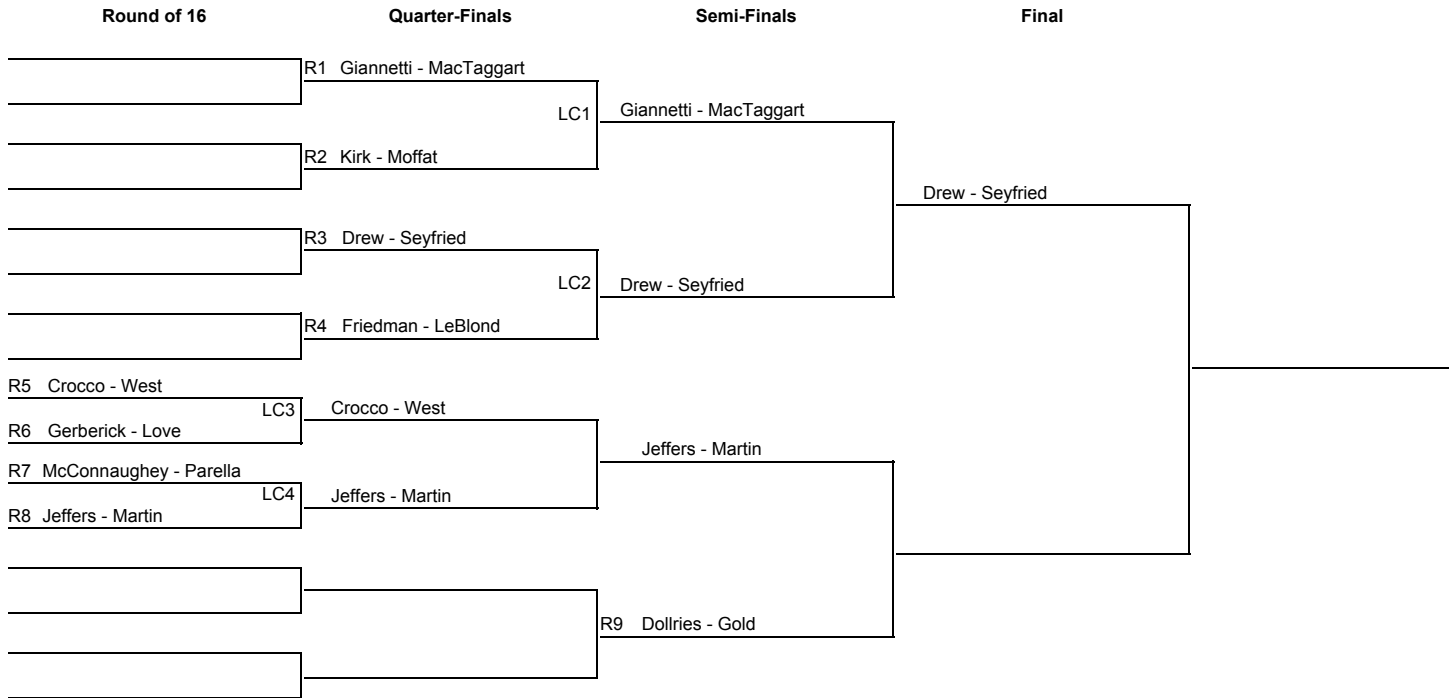 Round of 16 Quarter-Finals Semi-Finals Final
R1 Giannetti - MacTaggart
LC1 Giannetti - MacTaggart
R2 Kirk - Moffat
Drew - Seyfried
R3 Drew - Seyfried
LC2 Drew - Seyfried
R4 Friedman - LeBlond
R5 Crocco - West
LC3 Crocco - West
R6 Gerberick - Love
Jeffers - Martin
R7 McConnaughey - Parella
LC4 Jeffers - Martin
R8 Jeffers - Martin
R9 Dollries - Gold